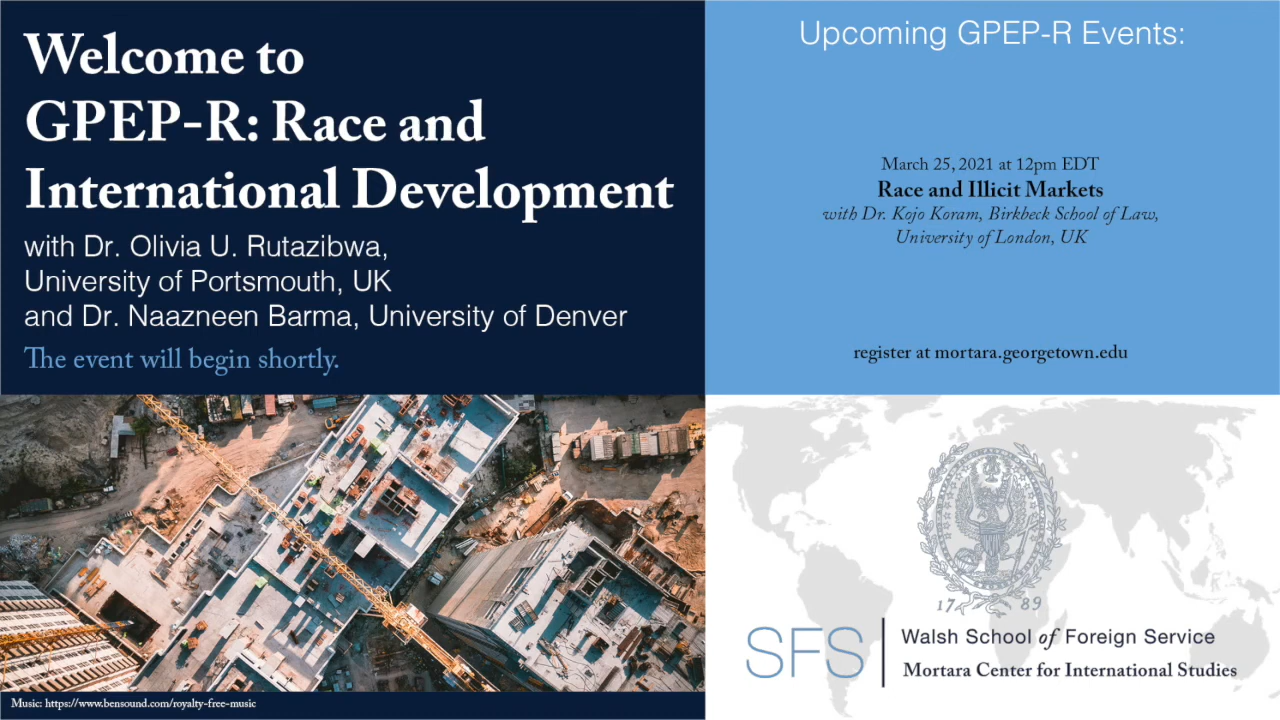 Welcome to
GPEP-R: Race and
International Development
with Dr. Olivia U. Rutazibwa,
University of Portsmouth, UK
and Dr. Naazneen Barma, University of Denver
The event will begin shortly.
Music: https://www.bensound.com/royalty-free-music
Upcoming GPEP-R Events:
March 25, 2021 at 12pm EDT
Race and Illicit Markets
with Dr. Kojo Koram, Birkbeck School of Law,
University of London, UK
register at mortara.georgetown.edu
17 89
SFS
Walsh School of Foreign Service
Mortara Center for International Studies